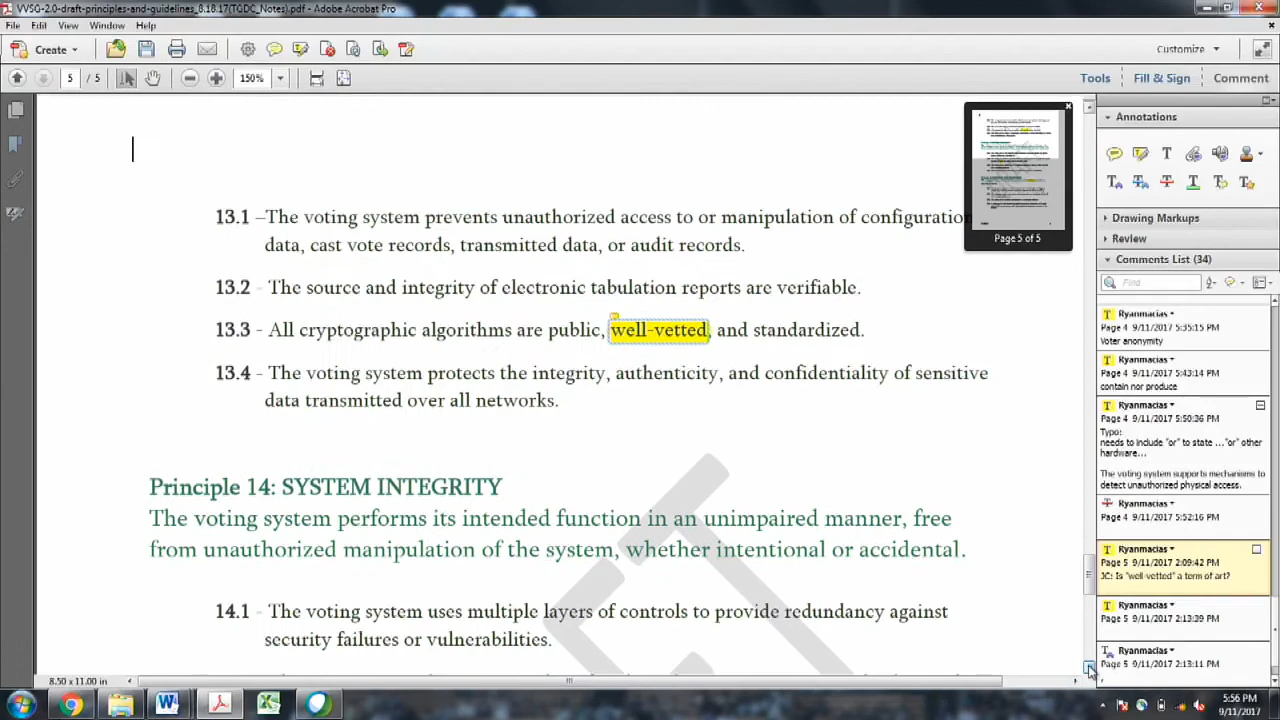 VVSG-2.0-draft-principles-and-guidelines_8.18.17(TGDC_Notes).pdf - Adobe Acrobat Pro
File Edit View Window Help
Create
Customize
5 / 5
150%
Tools Fill & Sign Comment
13.1 –The voting system prevents unauthorized access to or manipulation of configuration
data, cast vote records, transmitted data, or audit records.
13.2 - The source and integrity of electronic tabulation reports are verifiable.
13.3 - All cryptographic algorithms are public, well-vetted, and standardized.
13.4 - The voting system protects the integrity, authenticity, and confidentiality of sensitive
data transmitted over all networks.
Principle 14: SYSTEM INTEGRITY
The voting system performs its intended function in an unimpaired manner, free
from unauthorized manipulation of the system, whether intentional or accidental.
14.1 - The voting system uses multiple layers of controls to provide redundancy against
security failures or vulnerabilities.
Page 5 of 5
Annotations
Drawing Markups
Review
Comments List (34)
Find
Ryanmacias
Page 4 9/11/2017 5:35:15 PM
Voter anonymity
Ryanmacias
Page 4 9/11/2017 5:43:14 PM
contain nor produce
Ryanmacias
Page 4 9/11/2017 5:50:36 PM
Typo:
needs to include "or" to state ..."or" other
hardware...
The voting system supports mechanisms to
detect unauthorized physical access.
Ryanmacias
Page 4 9/11/2017 5:52:16 PM
Ryanmacias
Page 5 9/11/2017 2:09:42 PM
JC: Is "well-vetted" a term of art?
Ryanmacias
Page 5 9/11/2017 2:13:39 PM
Ryanmacias
Page 5 9/11/2017 2:13:11 PM
8.50 x 11.00 in
5:56 PM
9/11/2017